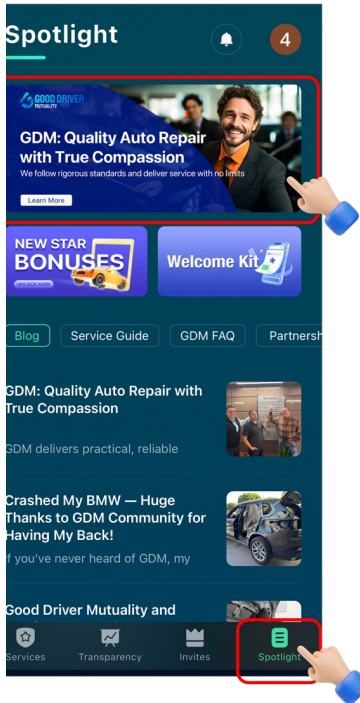 Spotlight
4
GOOD DRIVER
MUTUALITY
GDM: Quality Auto Repair
with True Compassion
We follow rigorous standards and deliver service with no limits
Learn More
NEW STAR
BONUSES
UNLOCK NOW
Welcome Kit
Blog
Service Guide
GDM FAQ
Partnersh
GDM: Quality Auto Repair with
True Compassion
GDM delivers practical, reliable
Crashed My BMW — Huge
Thanks to GDM Community for
Having My Back!
If you've never heard of GDM, my
Good Driver Mutuality and
Services
Transparency
Invites
Spotlight